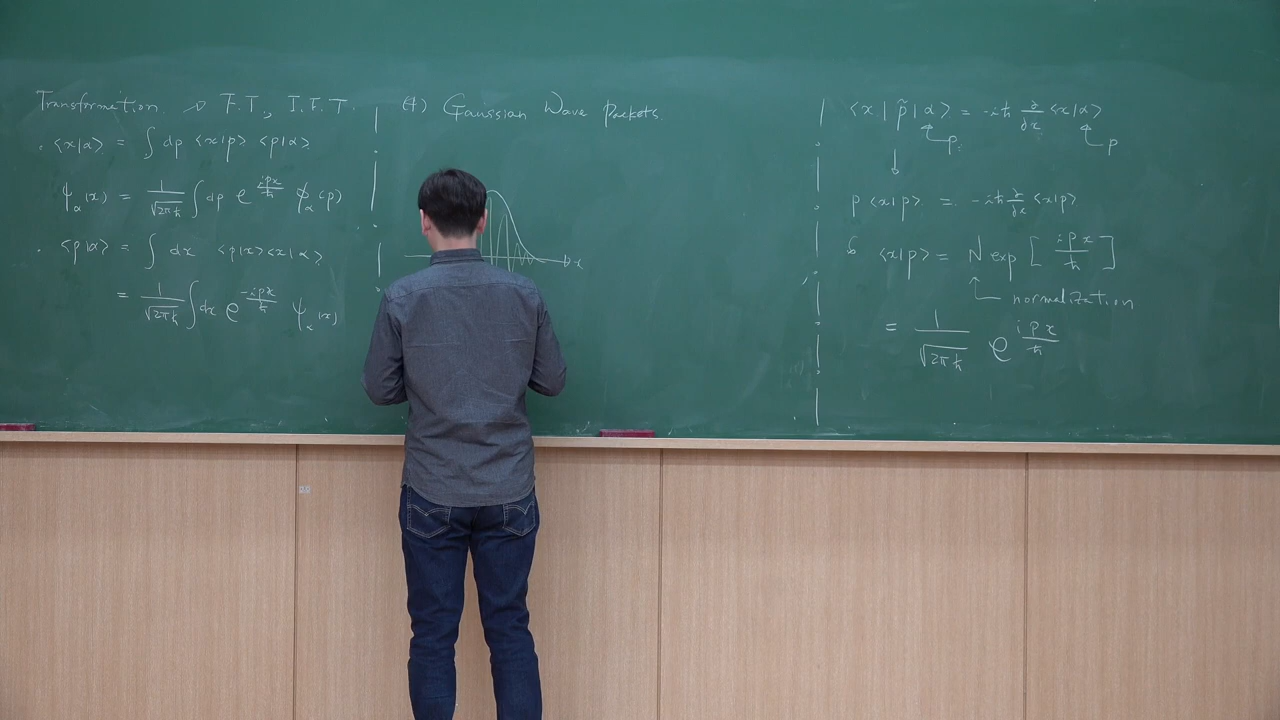 Transformation → F.T., I.F.T.
· <x|α> = ∫ dp <x|p> <p|α>
ψ_α(x) = 1/√2πħ ∫ dp e^{ipx/ħ} ϕ_α(p)
· <p|α> = ∫ dx <p|x><x|α>
= 1/√2πħ ∫ dx e^{-ipx/ħ} ψ_α(x)
(4) Gaussian Wave Packets.
x
<x|p̃|α> = -iħ ∂/∂x <x|α>
p p
↓
p<x|p> = -iħ ∂/∂x <x|p>
<x|p> = N exp [ipx/ħ]
normalization
= 1/√2πħ e^{ipx/ħ}